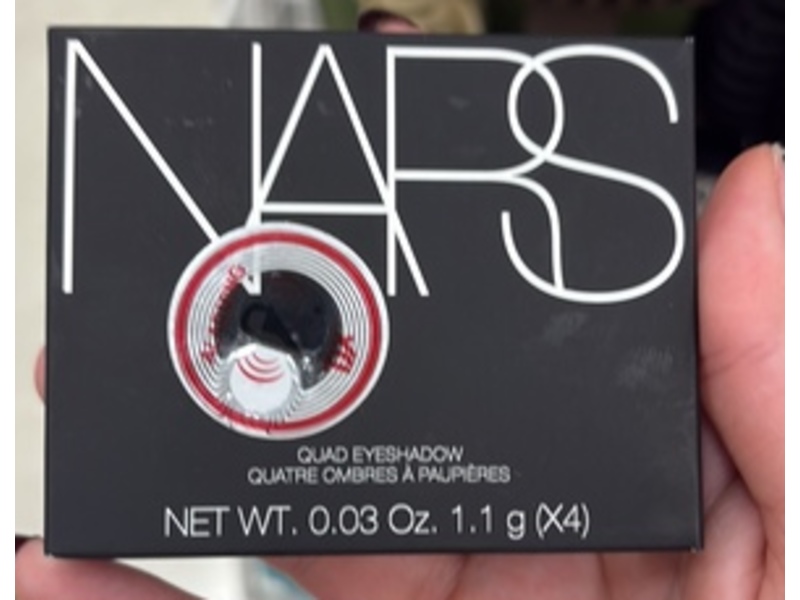 NARS
QUAD EYESHADOW
QUATRE OMBRES À PAUPIÈRES
NET WT. 0.03 Oz. 1.1 g (X4)